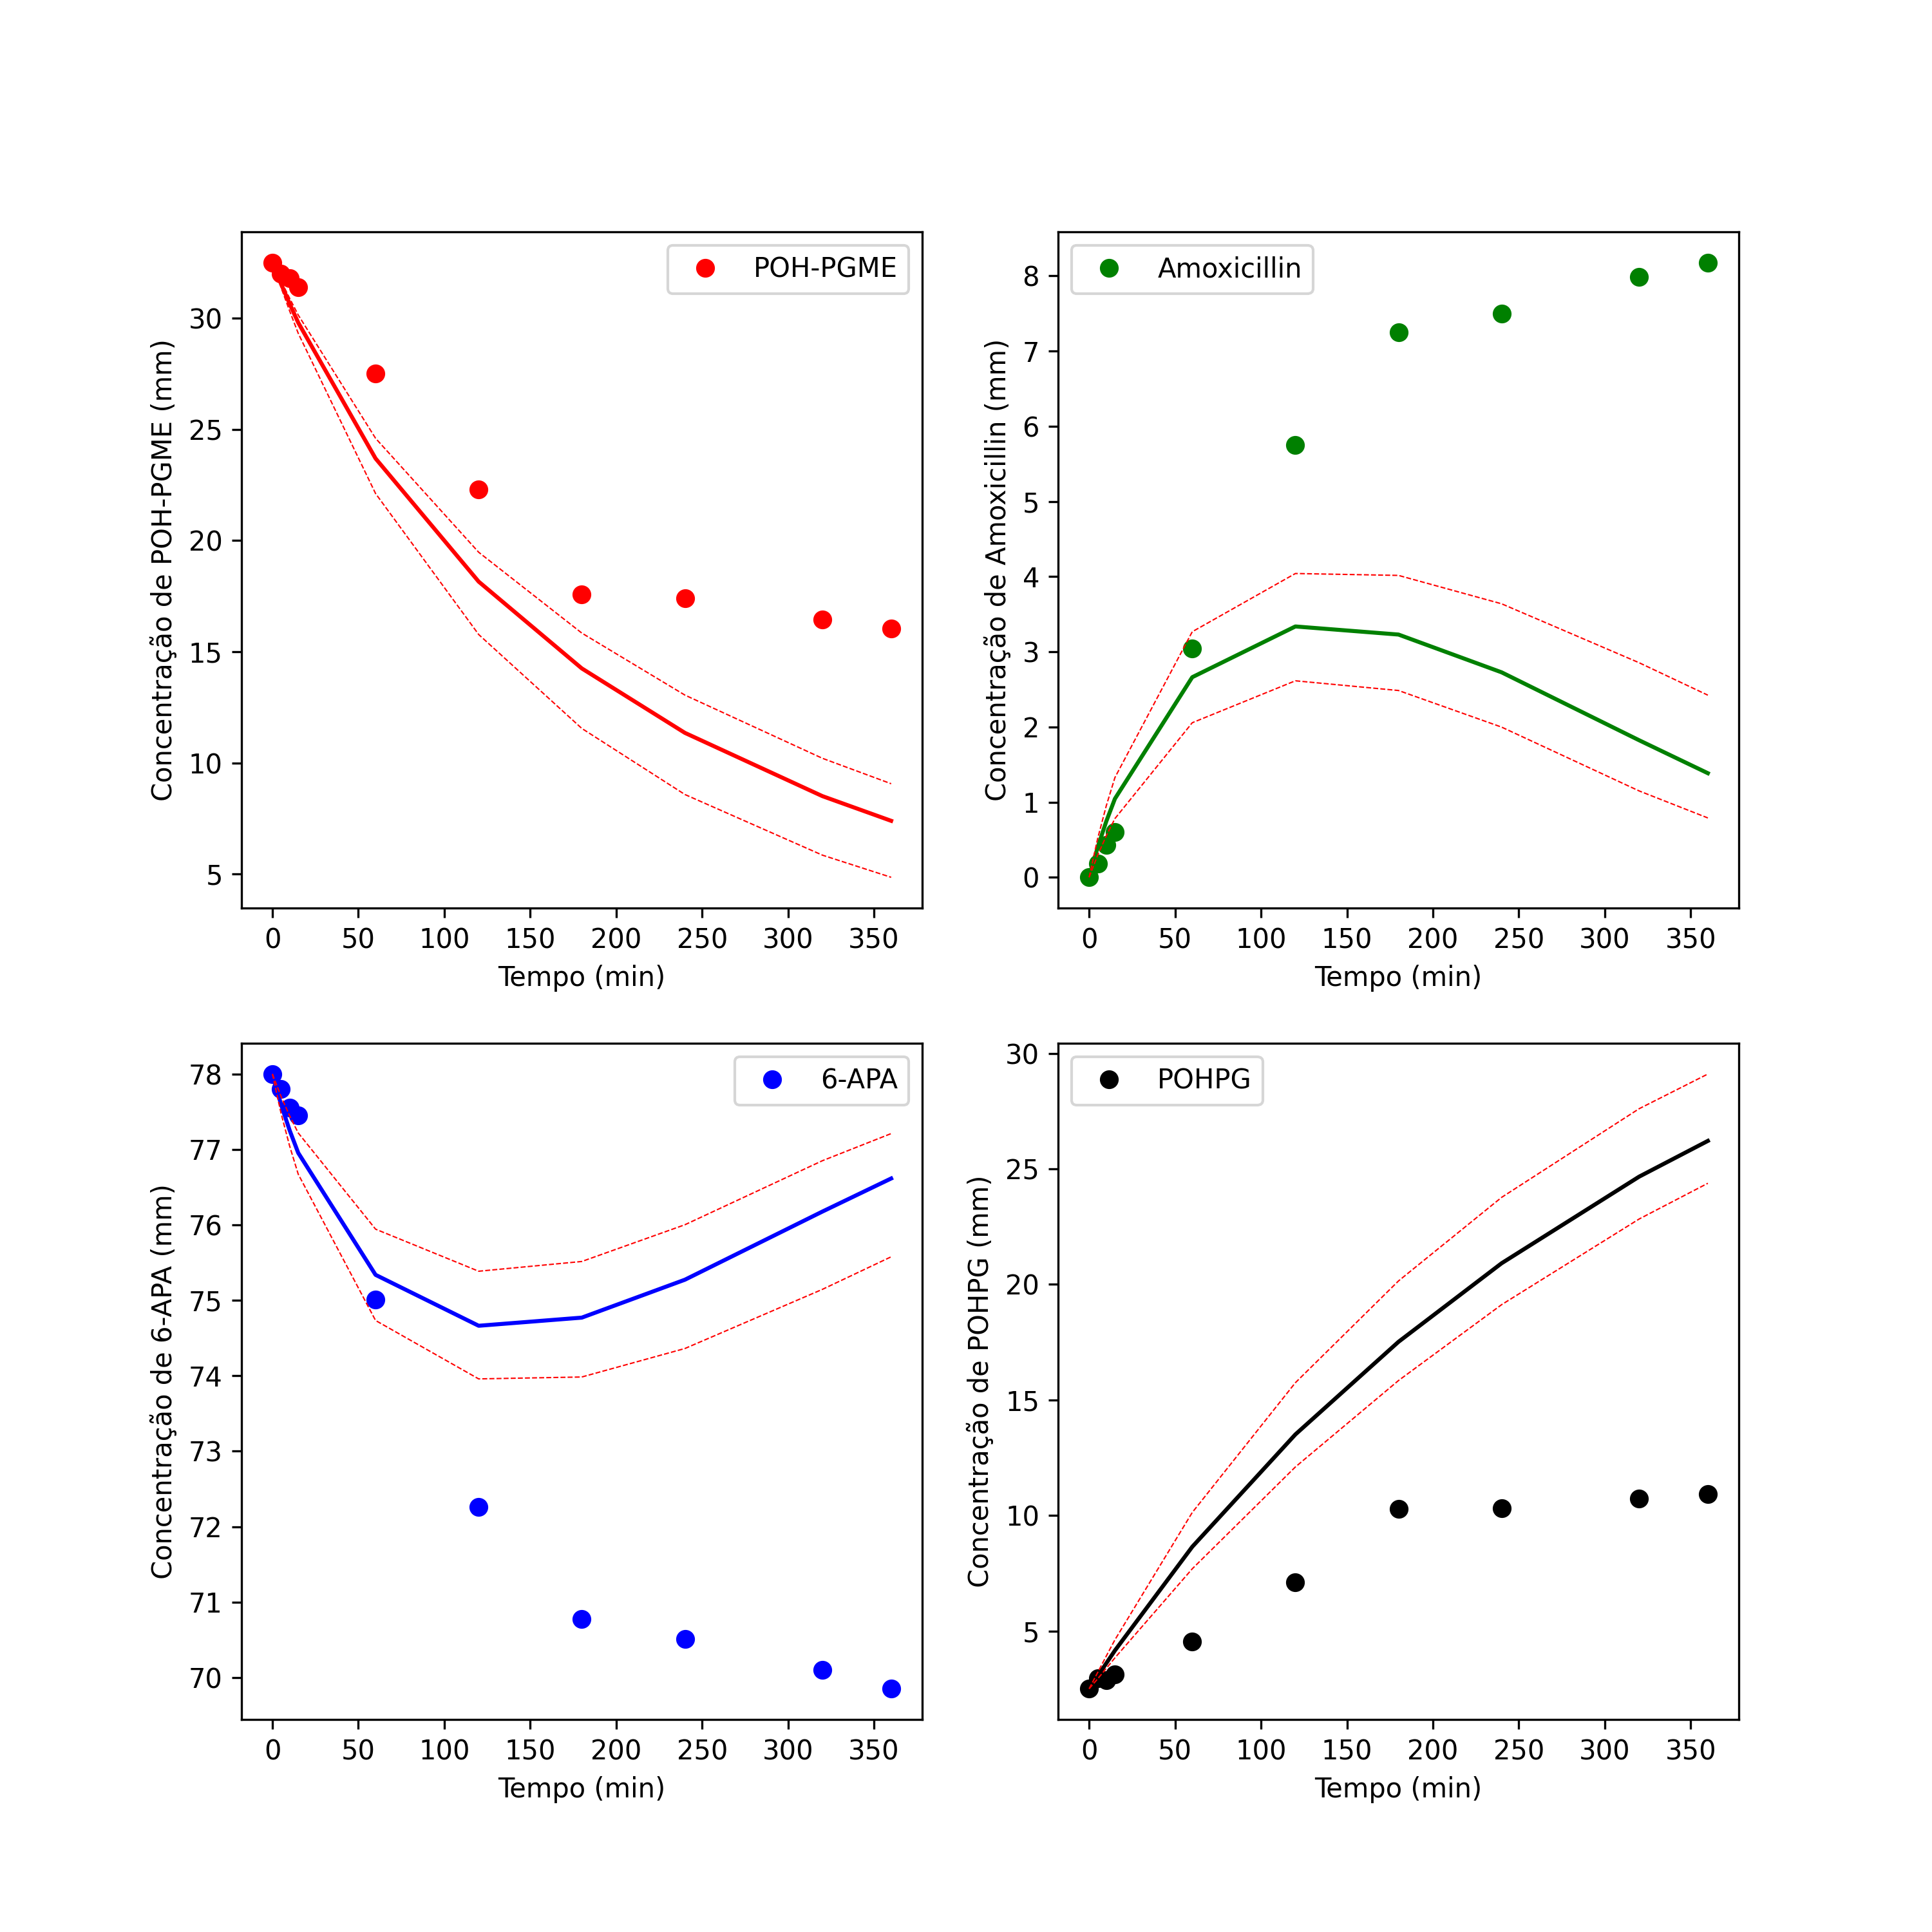 POH-PGME
Concentração de POH-PGME (mm)
30
25
20
15
10
5
0 50 100 150 200 250 300 350
Tempo (min)
Amoxicillin
Concentração de Amoxicillin (mm)
8
7
6
5
4
3
2
1
0
0 50 100 150 200 250 300 350
Tempo (min)
6-APA
Concentração de 6-APA (mm)
78
77
76
75
74
73
72
71
70
0 50 100 150 200 250 300 350
Tempo (min)
POHPG
Concentração de POHPG (mm)
30
25
20
15
10
5
0 50 100 150 200 250 300 350
Tempo (min)